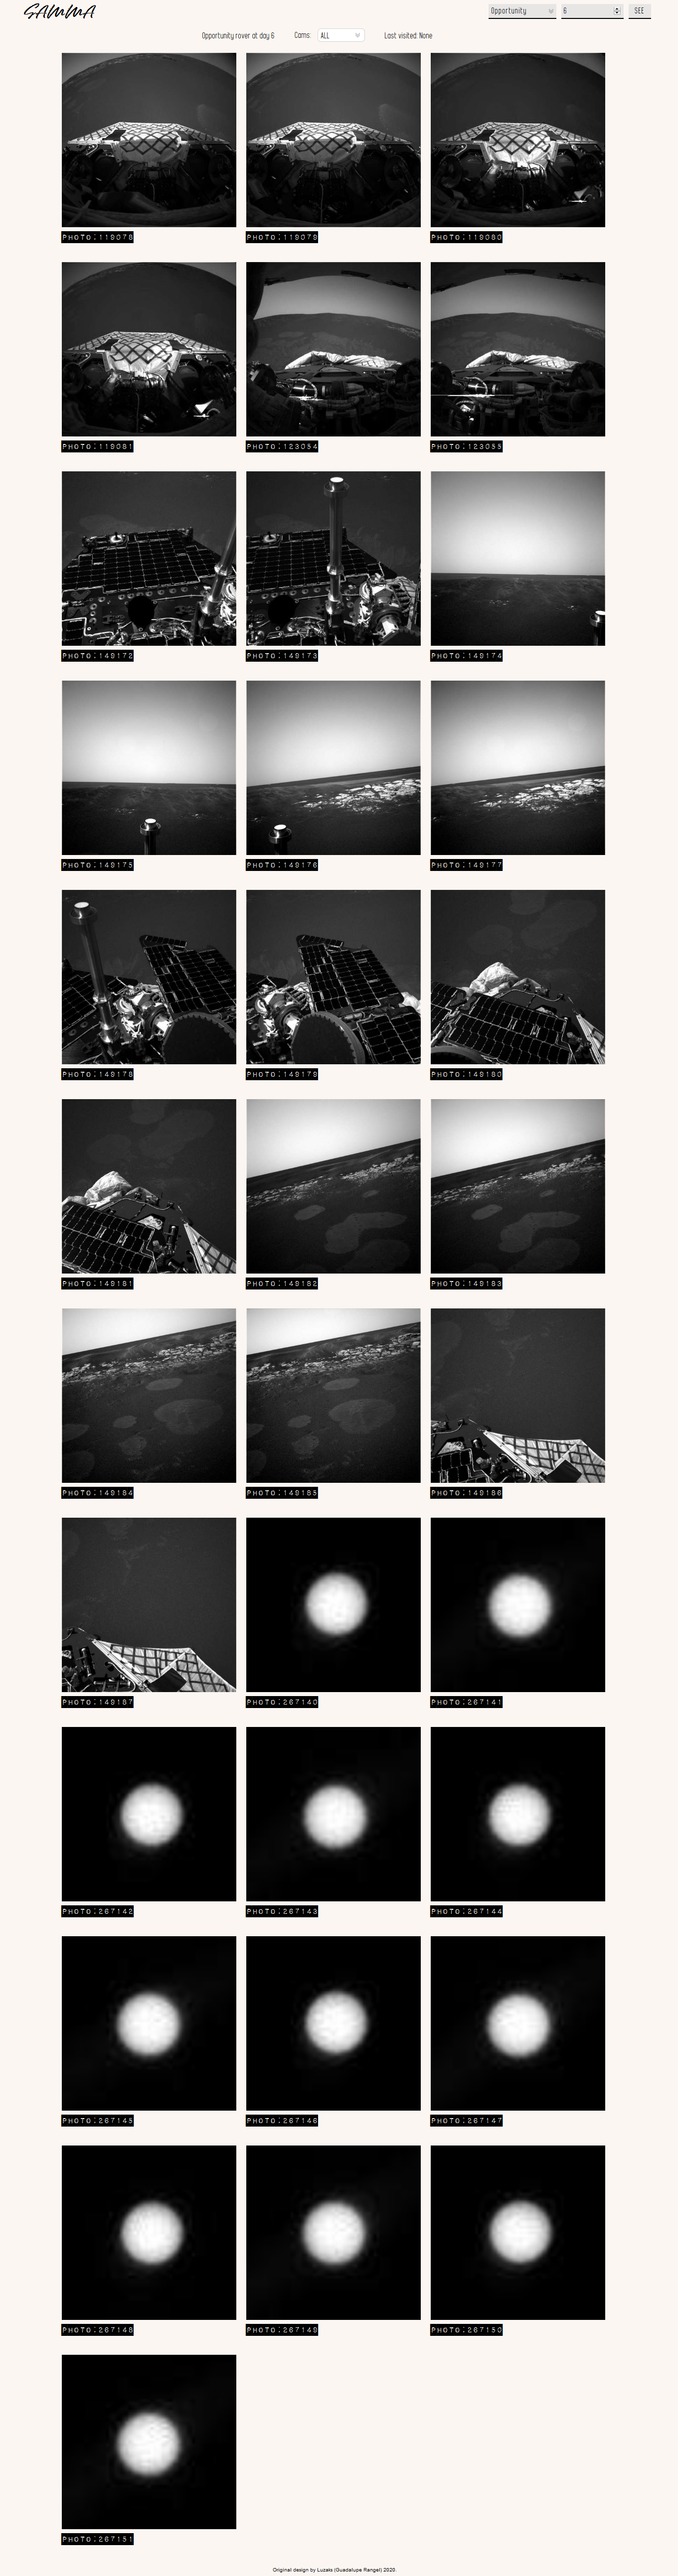 SAMMA
Opportunity 6 SEE
Opportunity rover at day 6 Cams: ALL Last visited: None
PHOTO:119078 PHOTO:119079 PHOTO:119080
PHOTO:119081 PHOTO:123054 PHOTO:123055
PHOTO:149172 PHOTO:149173 PHOTO:149174
PHOTO:149175 PHOTO:149176 PHOTO:149177
PHOTO:149178 PHOTO:149179 PHOTO:149180
PHOTO:149181 PHOTO:149182 PHOTO:149183
PHOTO:149184 PHOTO:149185 PHOTO:149186
PHOTO:149187 PHOTO:267140 PHOTO:267141
PHOTO:267142 PHOTO:267143 PHOTO:267144
PHOTO:267145 PHOTO:267146 PHOTO:267147
PHOTO:267148 PHOTO:267149 PHOTO:267150
PHOTO:267151
Original design by Luzals (Guadalupe Rangel) 2020.